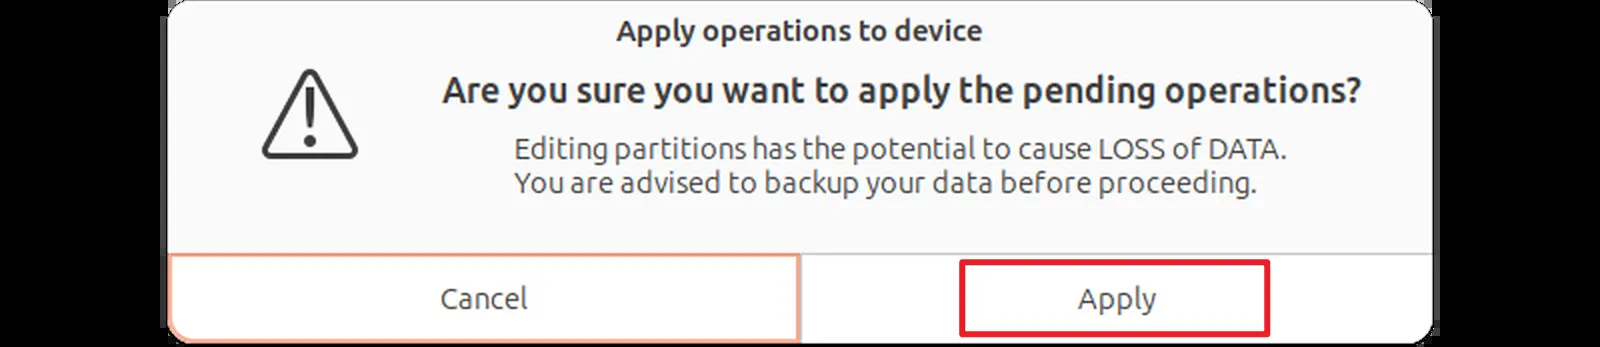 Apply operations to device
Are you sure you want to apply the pending operations?
Editing partitions has the potential to cause LOSS of DATA.
You are advised to backup your data before proceeding.
Cancel
Apply